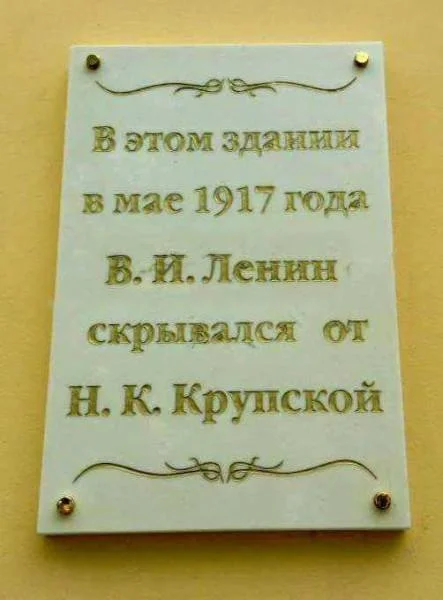 В этом здании
в мае 1917 года
В. И. Ленин
скрывался от
Н. К. Крупской